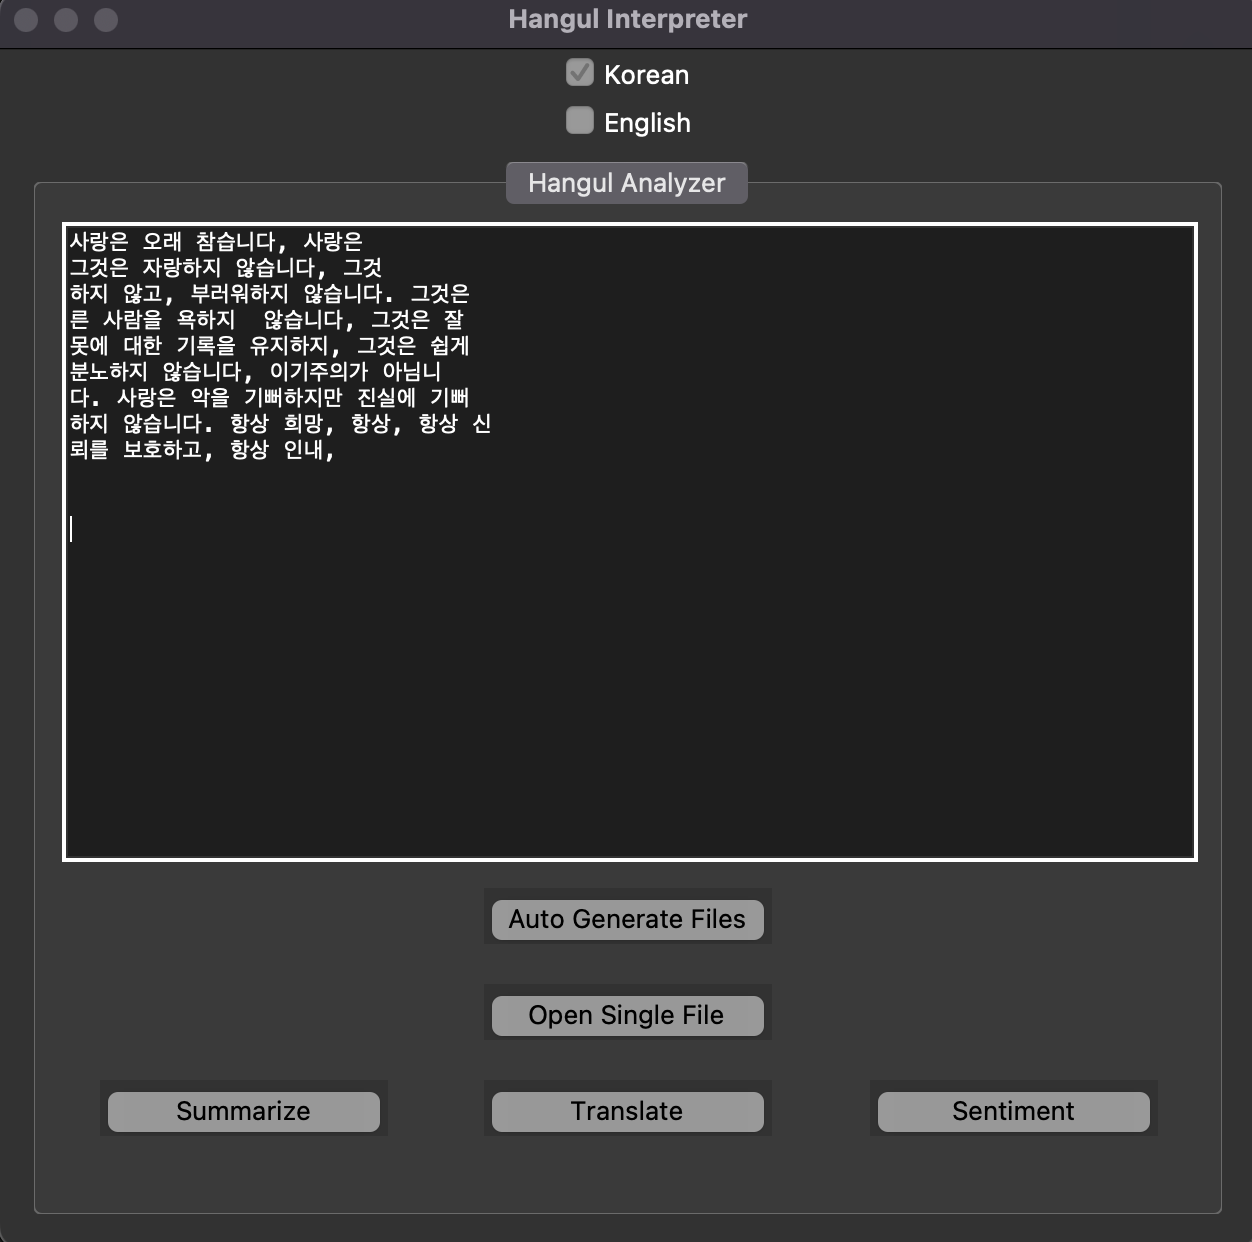 Hangul Interpreter
Korean
English
Hangul Analyzer
사랑은 오래 참습니다, 사랑은
그것은 자랑하지 않습니다, 그것
하지 않고, 부러워하지 않습니다. 그것은
른 사람을 욕하지  않습니다, 그것은 잘
못에 대한 기록을 유지하지, 그것은 쉽게
분노하지 않습니다, 이기주의가 아님니
다. 사랑은 악을 기뻐하지만 진실에 기뻐
하지 않습니다. 항상 희망, 항상, 항상 신
뢰를 보호하고, 항상 인내,
Auto Generate Files
Open Single File
Summarize
Translate
Sentiment